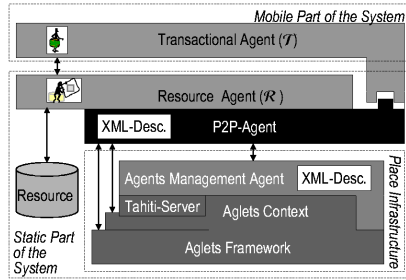 Mobile Part of the System
Transactional Agent (𝒯)
Resource Agent (ℛ)
XML-Desc.
P2P-Agent
Agents Management Agent
XML-Desc.
Tahiti-Server
Aglets Context
Aglets Framework
Resource
Static Part
of the
System
Place Infrastructure